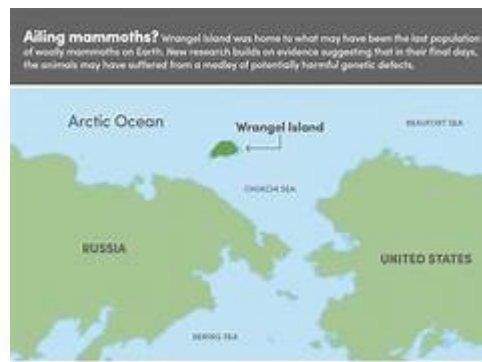 Ailing mammoths? Wrangel Island was home to what may have been the last population
of woolly mammoths on Earth. New research builds on evidence suggesting that in their final days,
the animals may have suffered from a medley of potentially harmful genetic defects.
Arctic Ocean
Wrangel Island
BEAUFORT SEA
CHUKCHI SEA
RUSSIA
UNITED STATES
BERING SEA